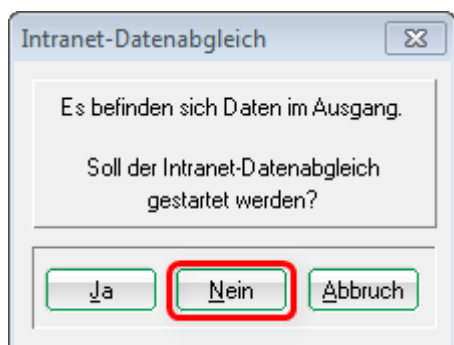 Intranet-Datenabgleich
Es befinden sich Daten im Ausgang.
Soll der Intranet-Datenabgleich
gestartet werden?
Ja Nein Abbruch